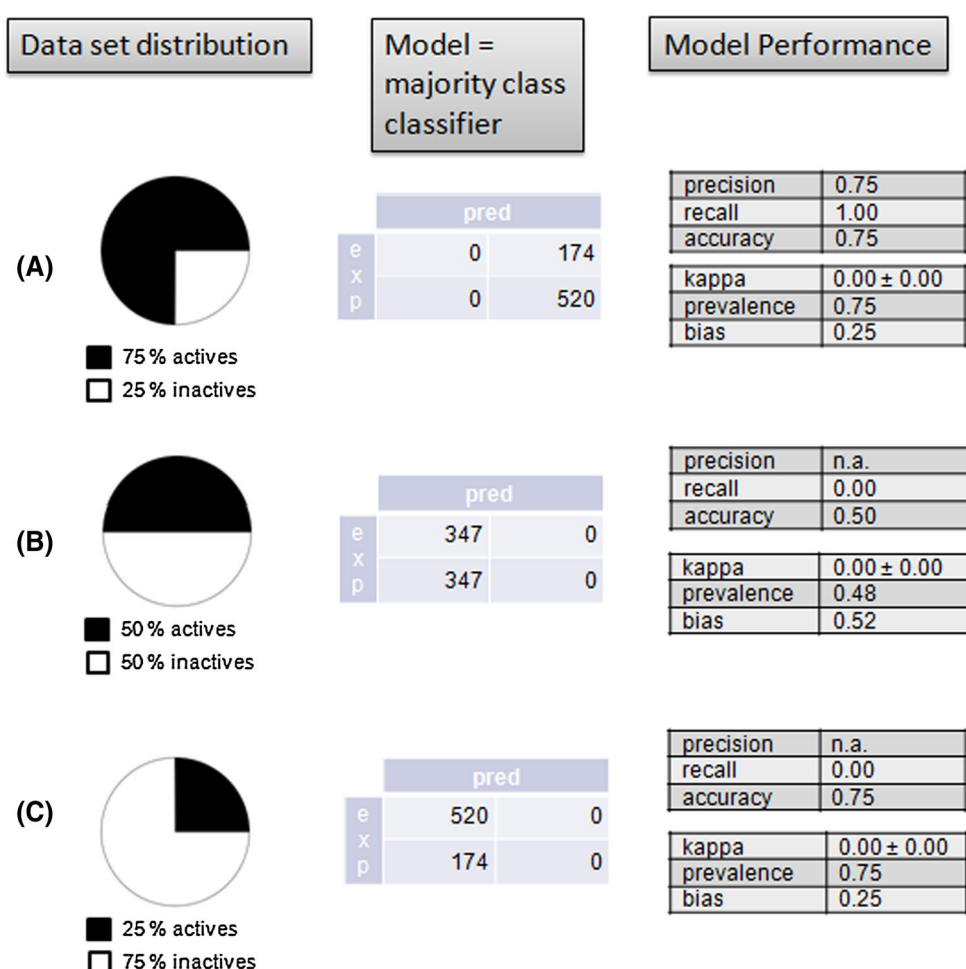 Data set distribution
Model =
majority class
classifier
Model Performance
(A)
75 % actives
25 % inactives
pred
e
x
p
0 174
0 520
precision 0.75
recall 1.00
accuracy 0.75
kappa 0.00 ± 0.00
prevalence 0.75
bias 0.25
(B)
50 % actives
50 % inactives
pred
e
x
p
347 0
347 0
precision n.a.
recall 0.00
accuracy 0.50
kappa 0.00 ± 0.00
prevalence 0.48
bias 0.52
(C)
25 % actives
75 % inactives
pred
e
x
p
520 0
174 0
precision n.a.
recall 0.00
accuracy 0.75
kappa 0.00 ± 0.00
prevalence 0.75
bias 0.25